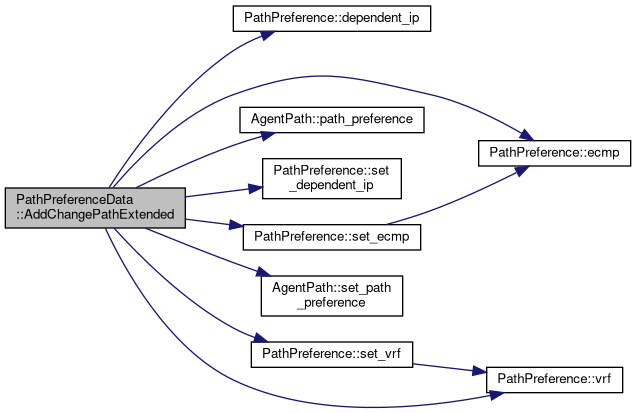 PathPreference::dependent_ip
AgentPath::path_preference
PathPreference::ecmp
PathPreference::set
_dependent_ip
PathPreferenceData
::AddChangePathExtended
PathPreference::set_ecmp
AgentPath::set_path
_preference
PathPreference::set_vrf
PathPreference::vrf